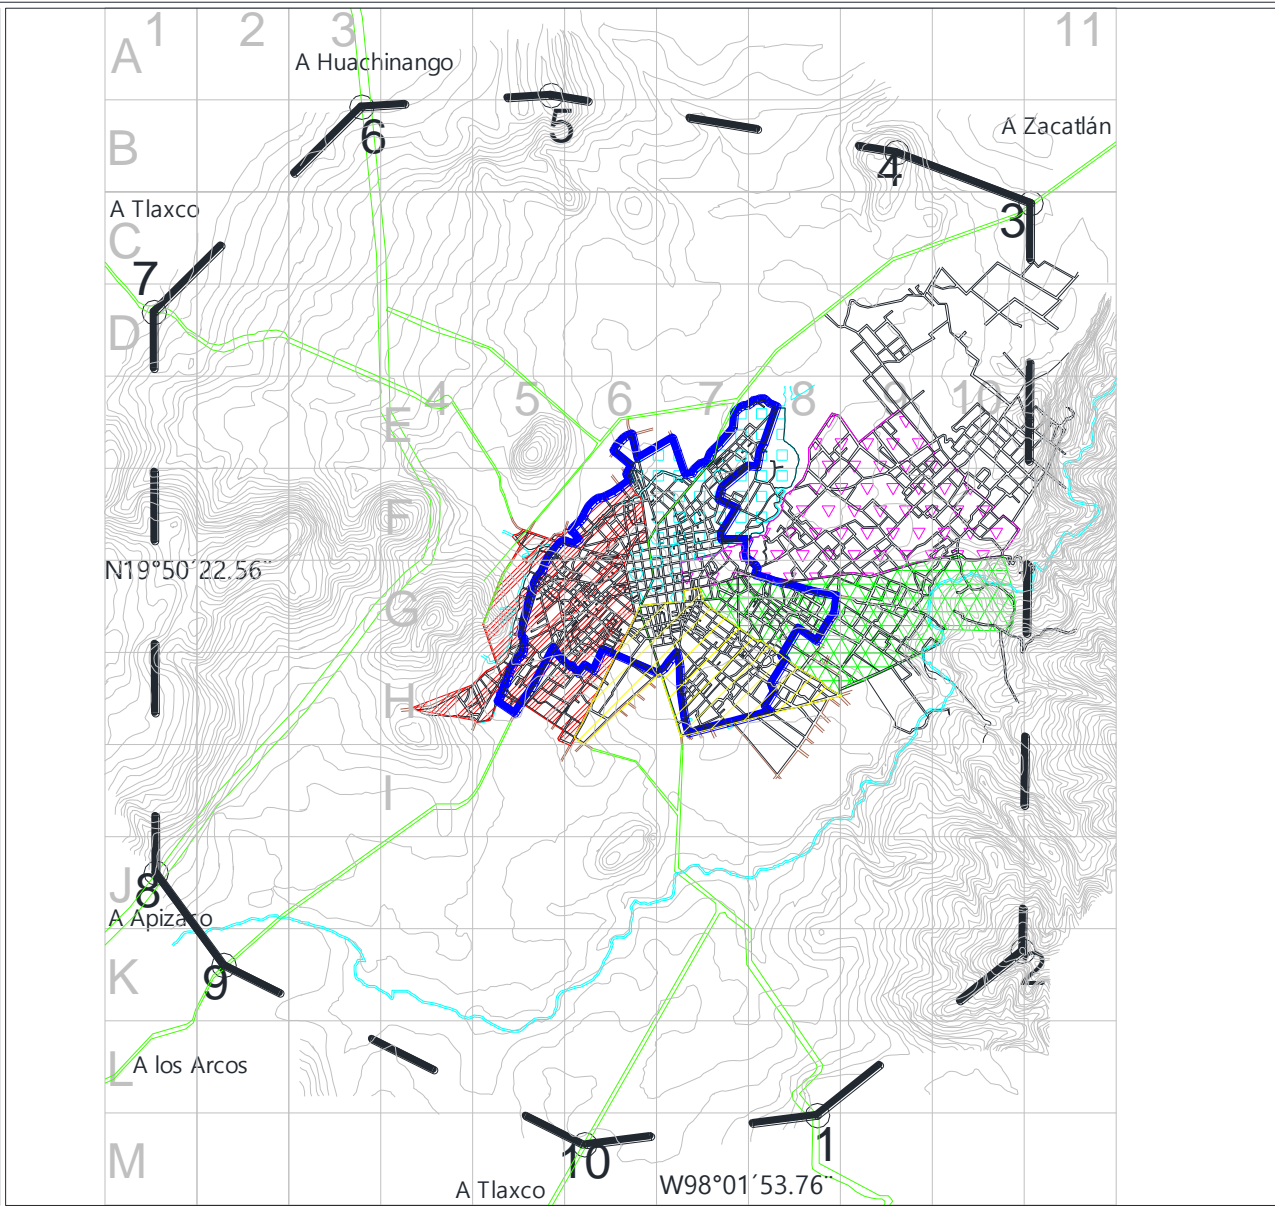 1 2 3 11
A
A Huachinango
6
5
A Zacatlán
B
4
A Tlaxco
3
C
7
D
4 5 6 7 8 9 10
E
F
N19°50´22.56¨
G
H
I
J
8
A Apizaco
K
9
2
L
A los Arcos
1
M
10
A Tlaxco
W98°01´53.76¨